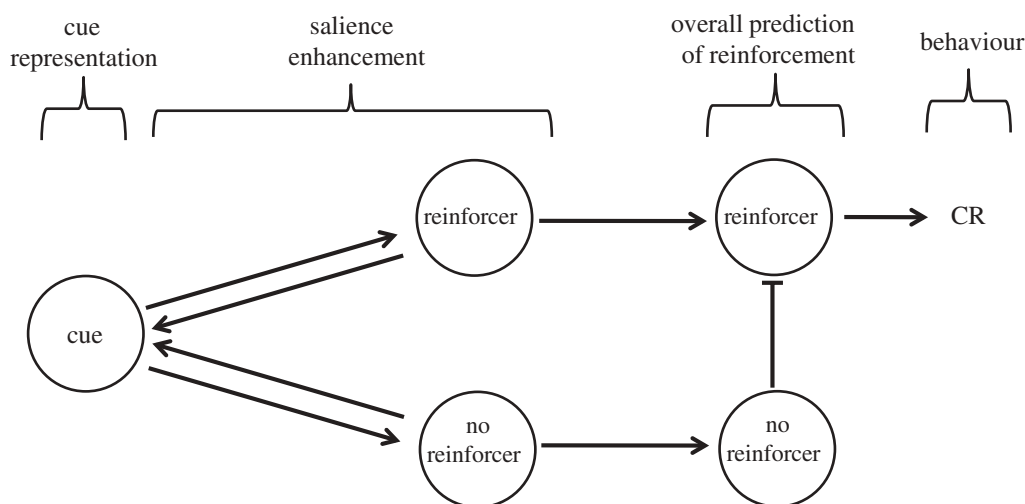 cue
representation
salience
enhancement
overall prediction
of reinforcement
behaviour
reinforcer
reinforcer
CR
cue
no
reinforcer
no
reinforcer